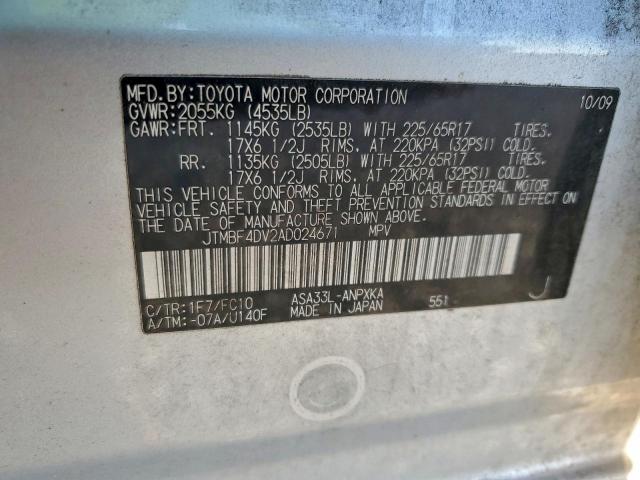 MFD.BY:TOYOTA MOTOR CORPORATION 10/09
GVWR:2055KG (4535LB)
GAWR:FRT. 1145KG (2535LB) WITH 225/65R17 TIRES.
17X6 1/2J RIMS. AT 220KPA (32PSI) COLD.
RR. 1135KG (2505LB) WITH 225/65R17 TIRES.
17X6 1/2J RIMS. AT 220KPA (32PSI) COLD.
THIS VEHICLE CONFORMS TO ALL APPLICABLE FEDERAL MOTOR
VEHICLE SAFETY AND THEFT PREVENTION STANDARDS IN EFFECT ON
THE DATE OF MANUFACTURE SHOWN ABOVE.
JTMBF4DV2AD024671 MPV
C/TR:1F7/FC10 ASA33L-ANPXKA 551 J
A/TM:-07A/U140F MADE IN JAPAN